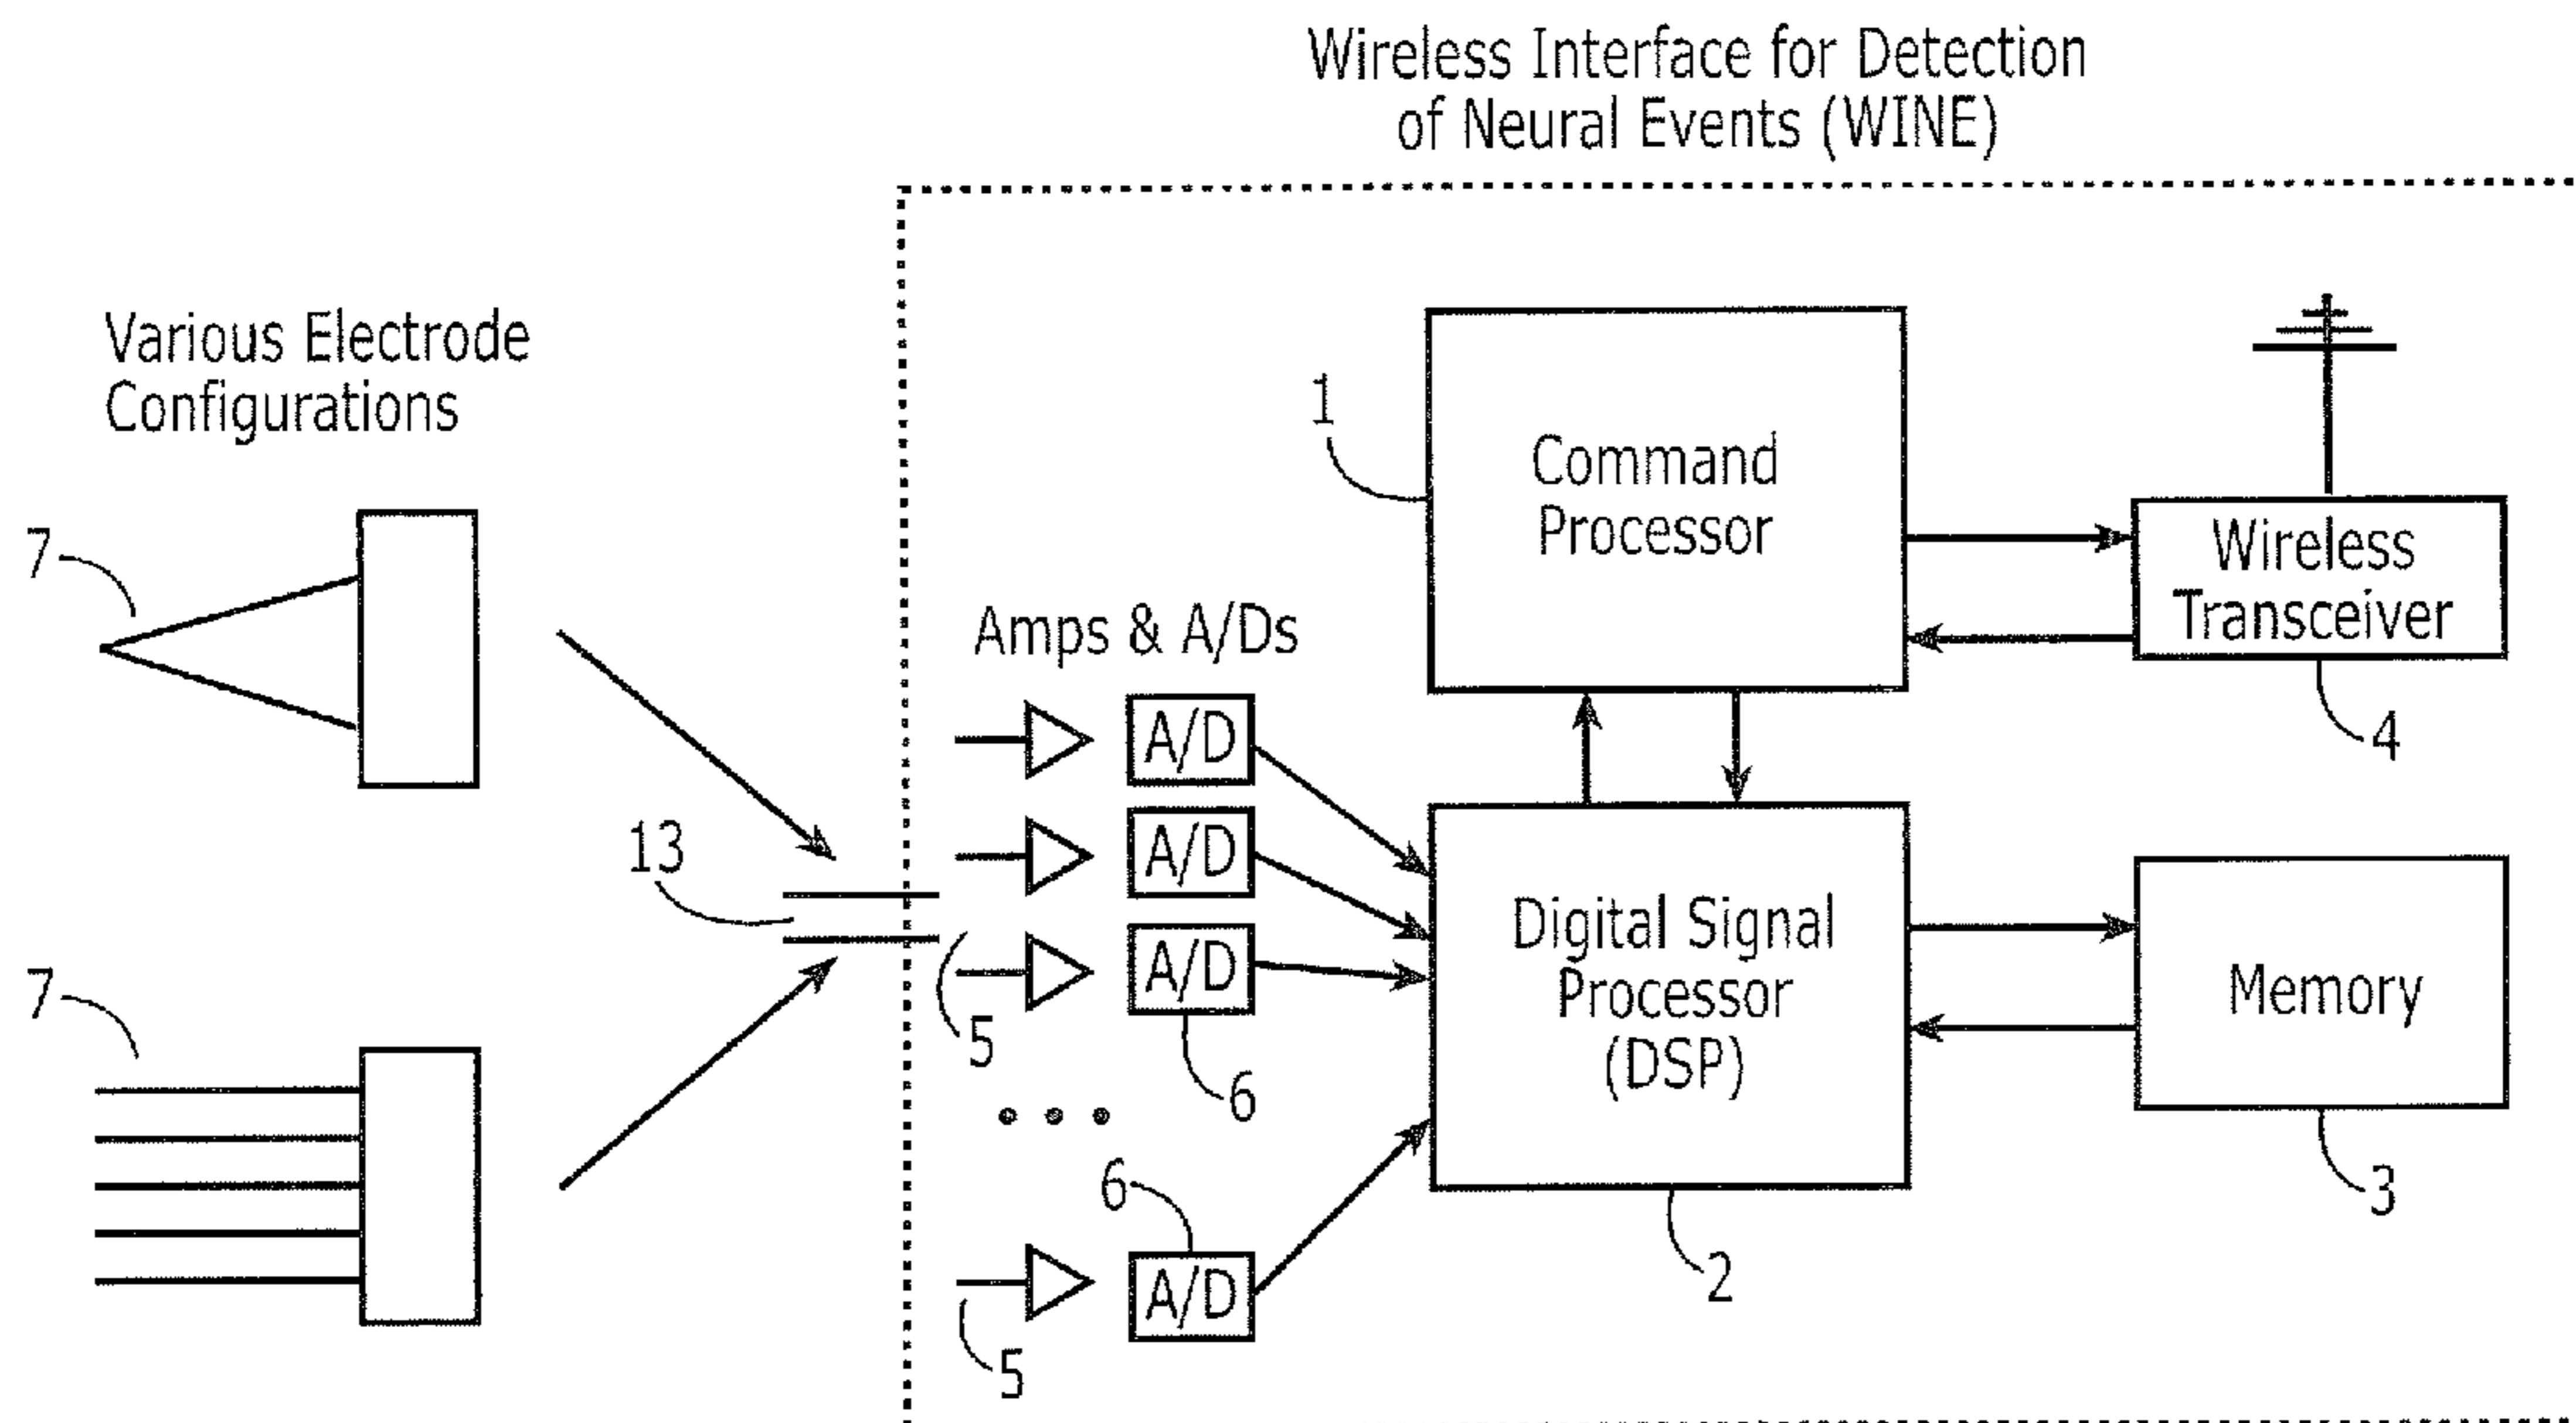 Wireless Interface for Detection
of Neural Events (WINE)
Various Electrode
Configurations
7
7
13
Amps & A/Ds
A/D
A/D
A/D
5
6
6
A/D
5
1
Command
Processor
Wireless
Transceiver
4
Digital Signal
Processor
(DSP)
2
Memory
3